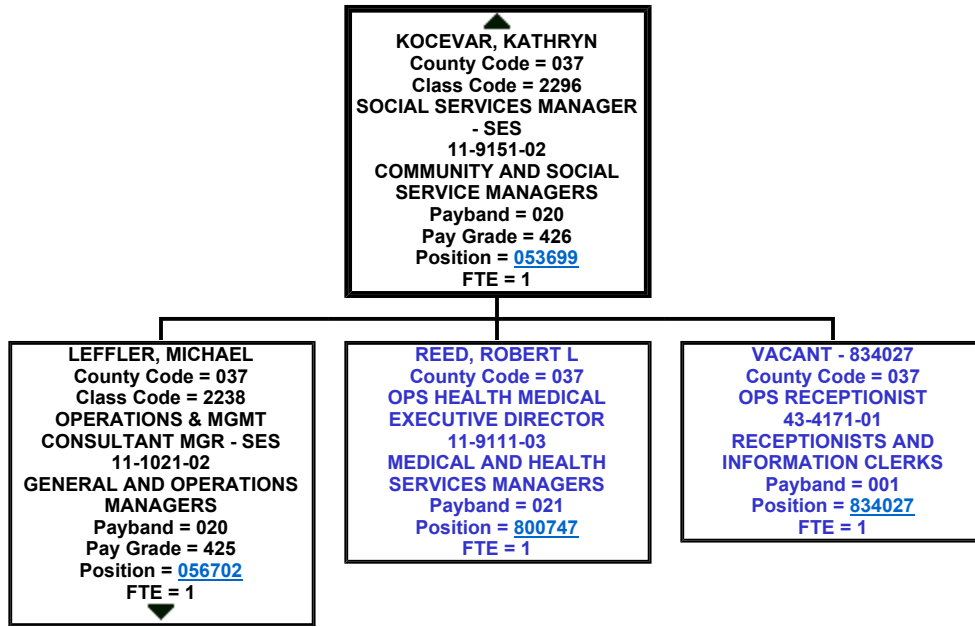 KOCEVAR, KATHRYN
County Code = 037
Class Code = 2296
SOCIAL SERVICES MANAGER
- SES
11-9151-02
COMMUNITY AND SOCIAL
SERVICE MANAGERS
Payband = 020
Pay Grade = 426
Position = 053699
FTE = 1
LEFFLER, MICHAEL
County Code = 037
Class Code = 2238
OPERATIONS & MGMT
CONSULTANT MGR - SES
11-1021-02
GENERAL AND OPERATIONS
MANAGERS
Payband = 020
Pay Grade = 425
Position = 056702
FTE = 1
REED, ROBERT L
County Code = 037
OPS HEALTH MEDICAL
EXECUTIVE DIRECTOR
11-9111-03
MEDICAL AND HEALTH
SERVICES MANAGERS
Payband = 021
Position = 800747
FTE = 1
VACANT - 834027
County Code = 037
OPS RECEPTIONIST
43-4171-01
RECEPTIONISTS AND
INFORMATION CLERKS
Payband = 001
Position = 834027
FTE = 1